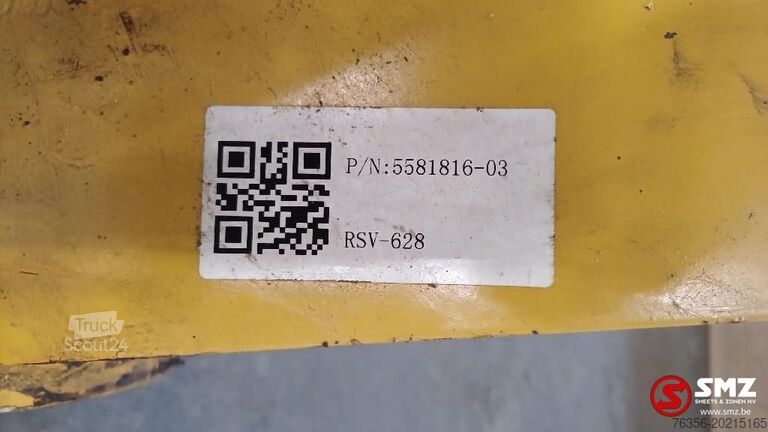 P/N:5581816-03
RSV-628
Truck
Scout24
SMZ
SMEETS & ZONEN NV
www.smz.be
76356-20215165